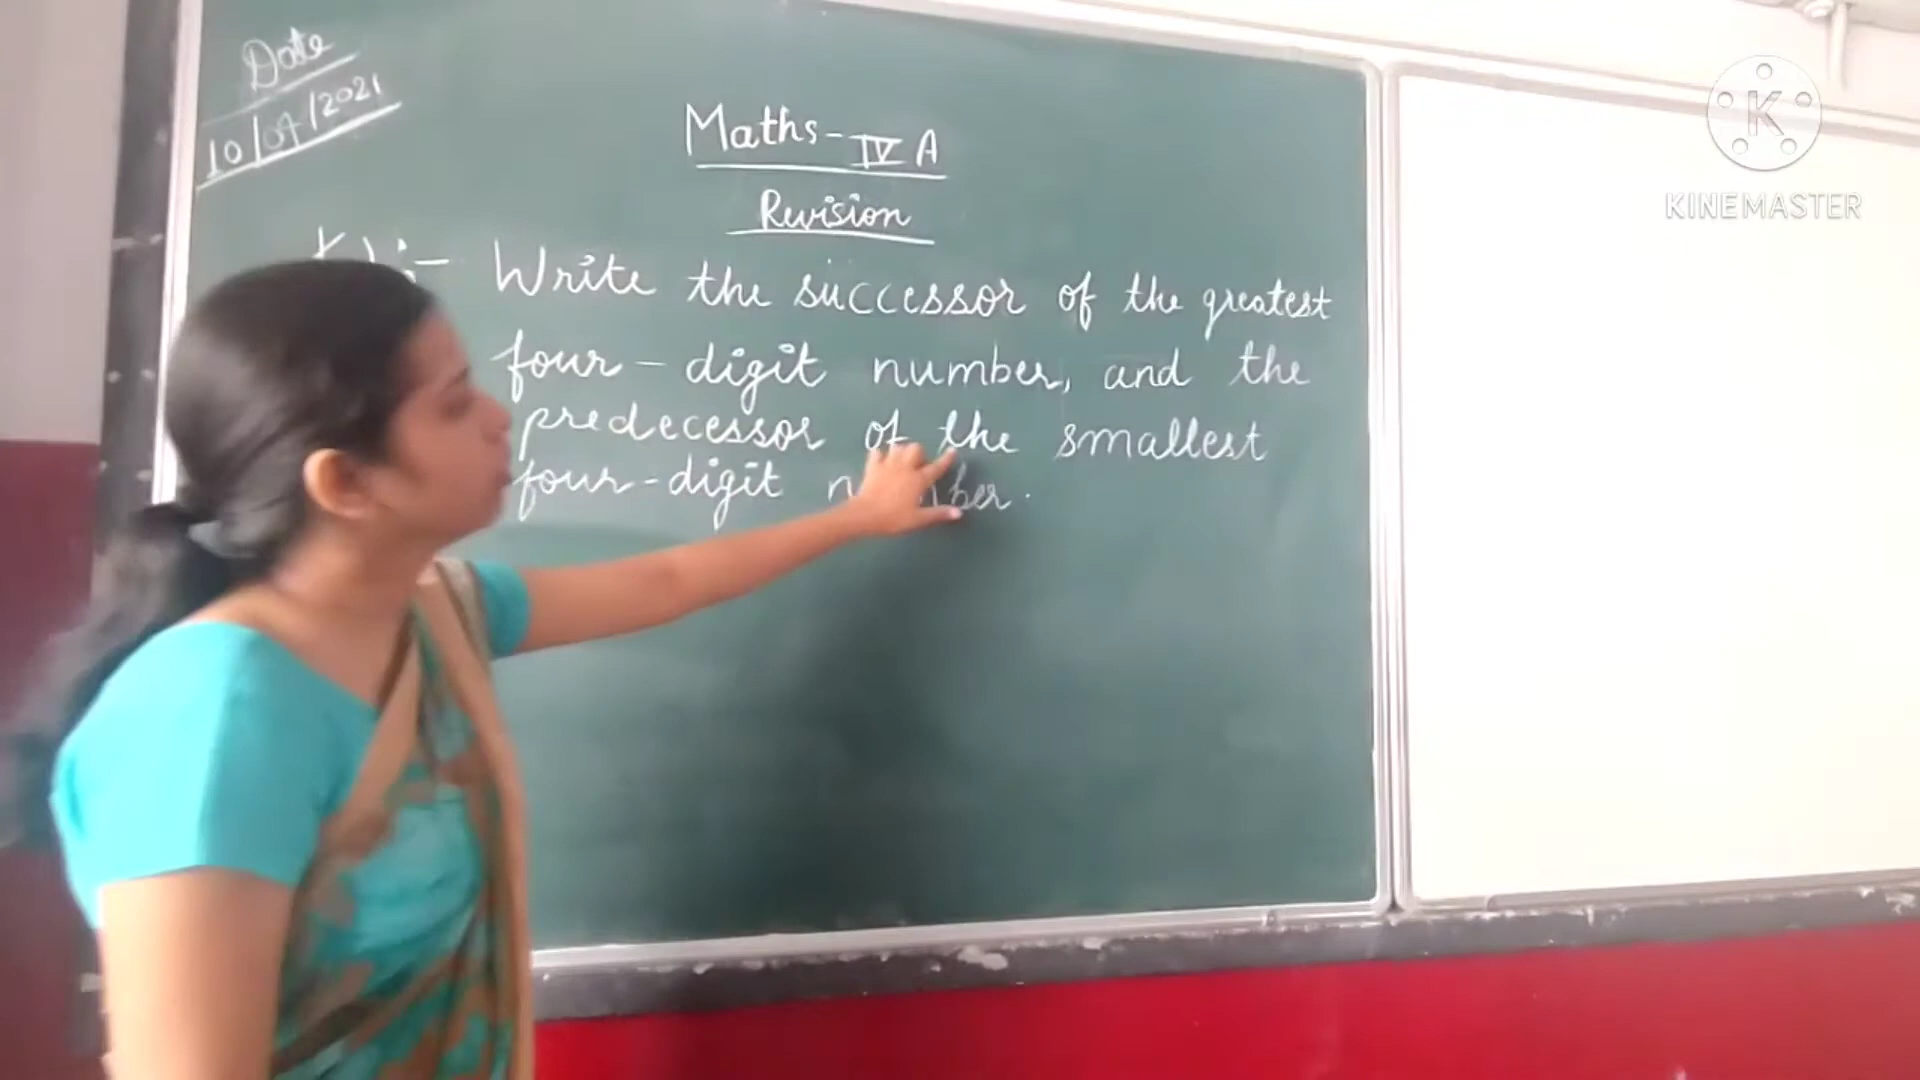 Date
10/07/2021
Maths - IV A
Revision
:- Write the successor of the greatest
four - digit number, and the
predecessor of the smallest
four - digit number.
K
KINEMASTER